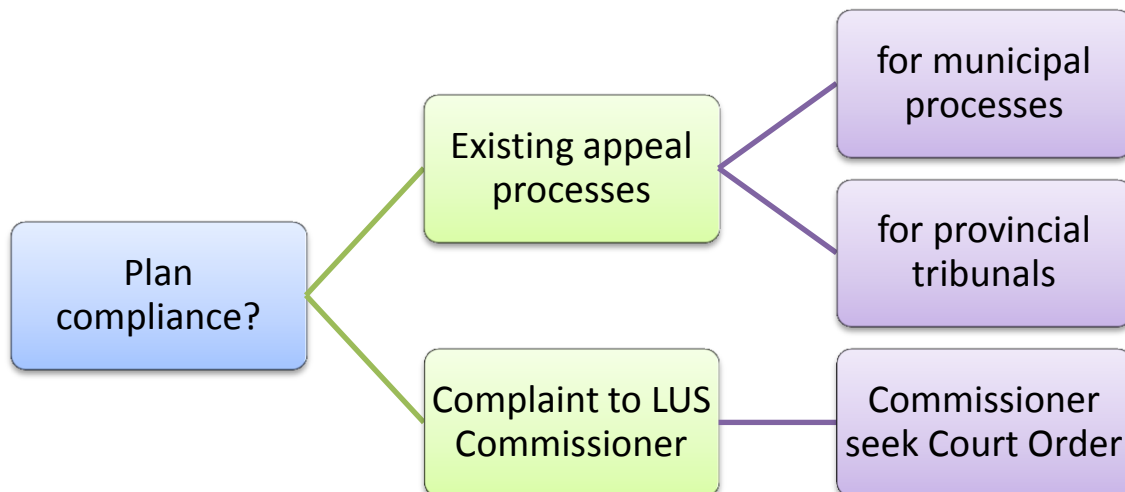 Plan
compliance?
Existing appeal
processes
for municipal
processes
for provincial
tribunals
Complaint to LUS
Commissioner
Commissioner
seek Court Order